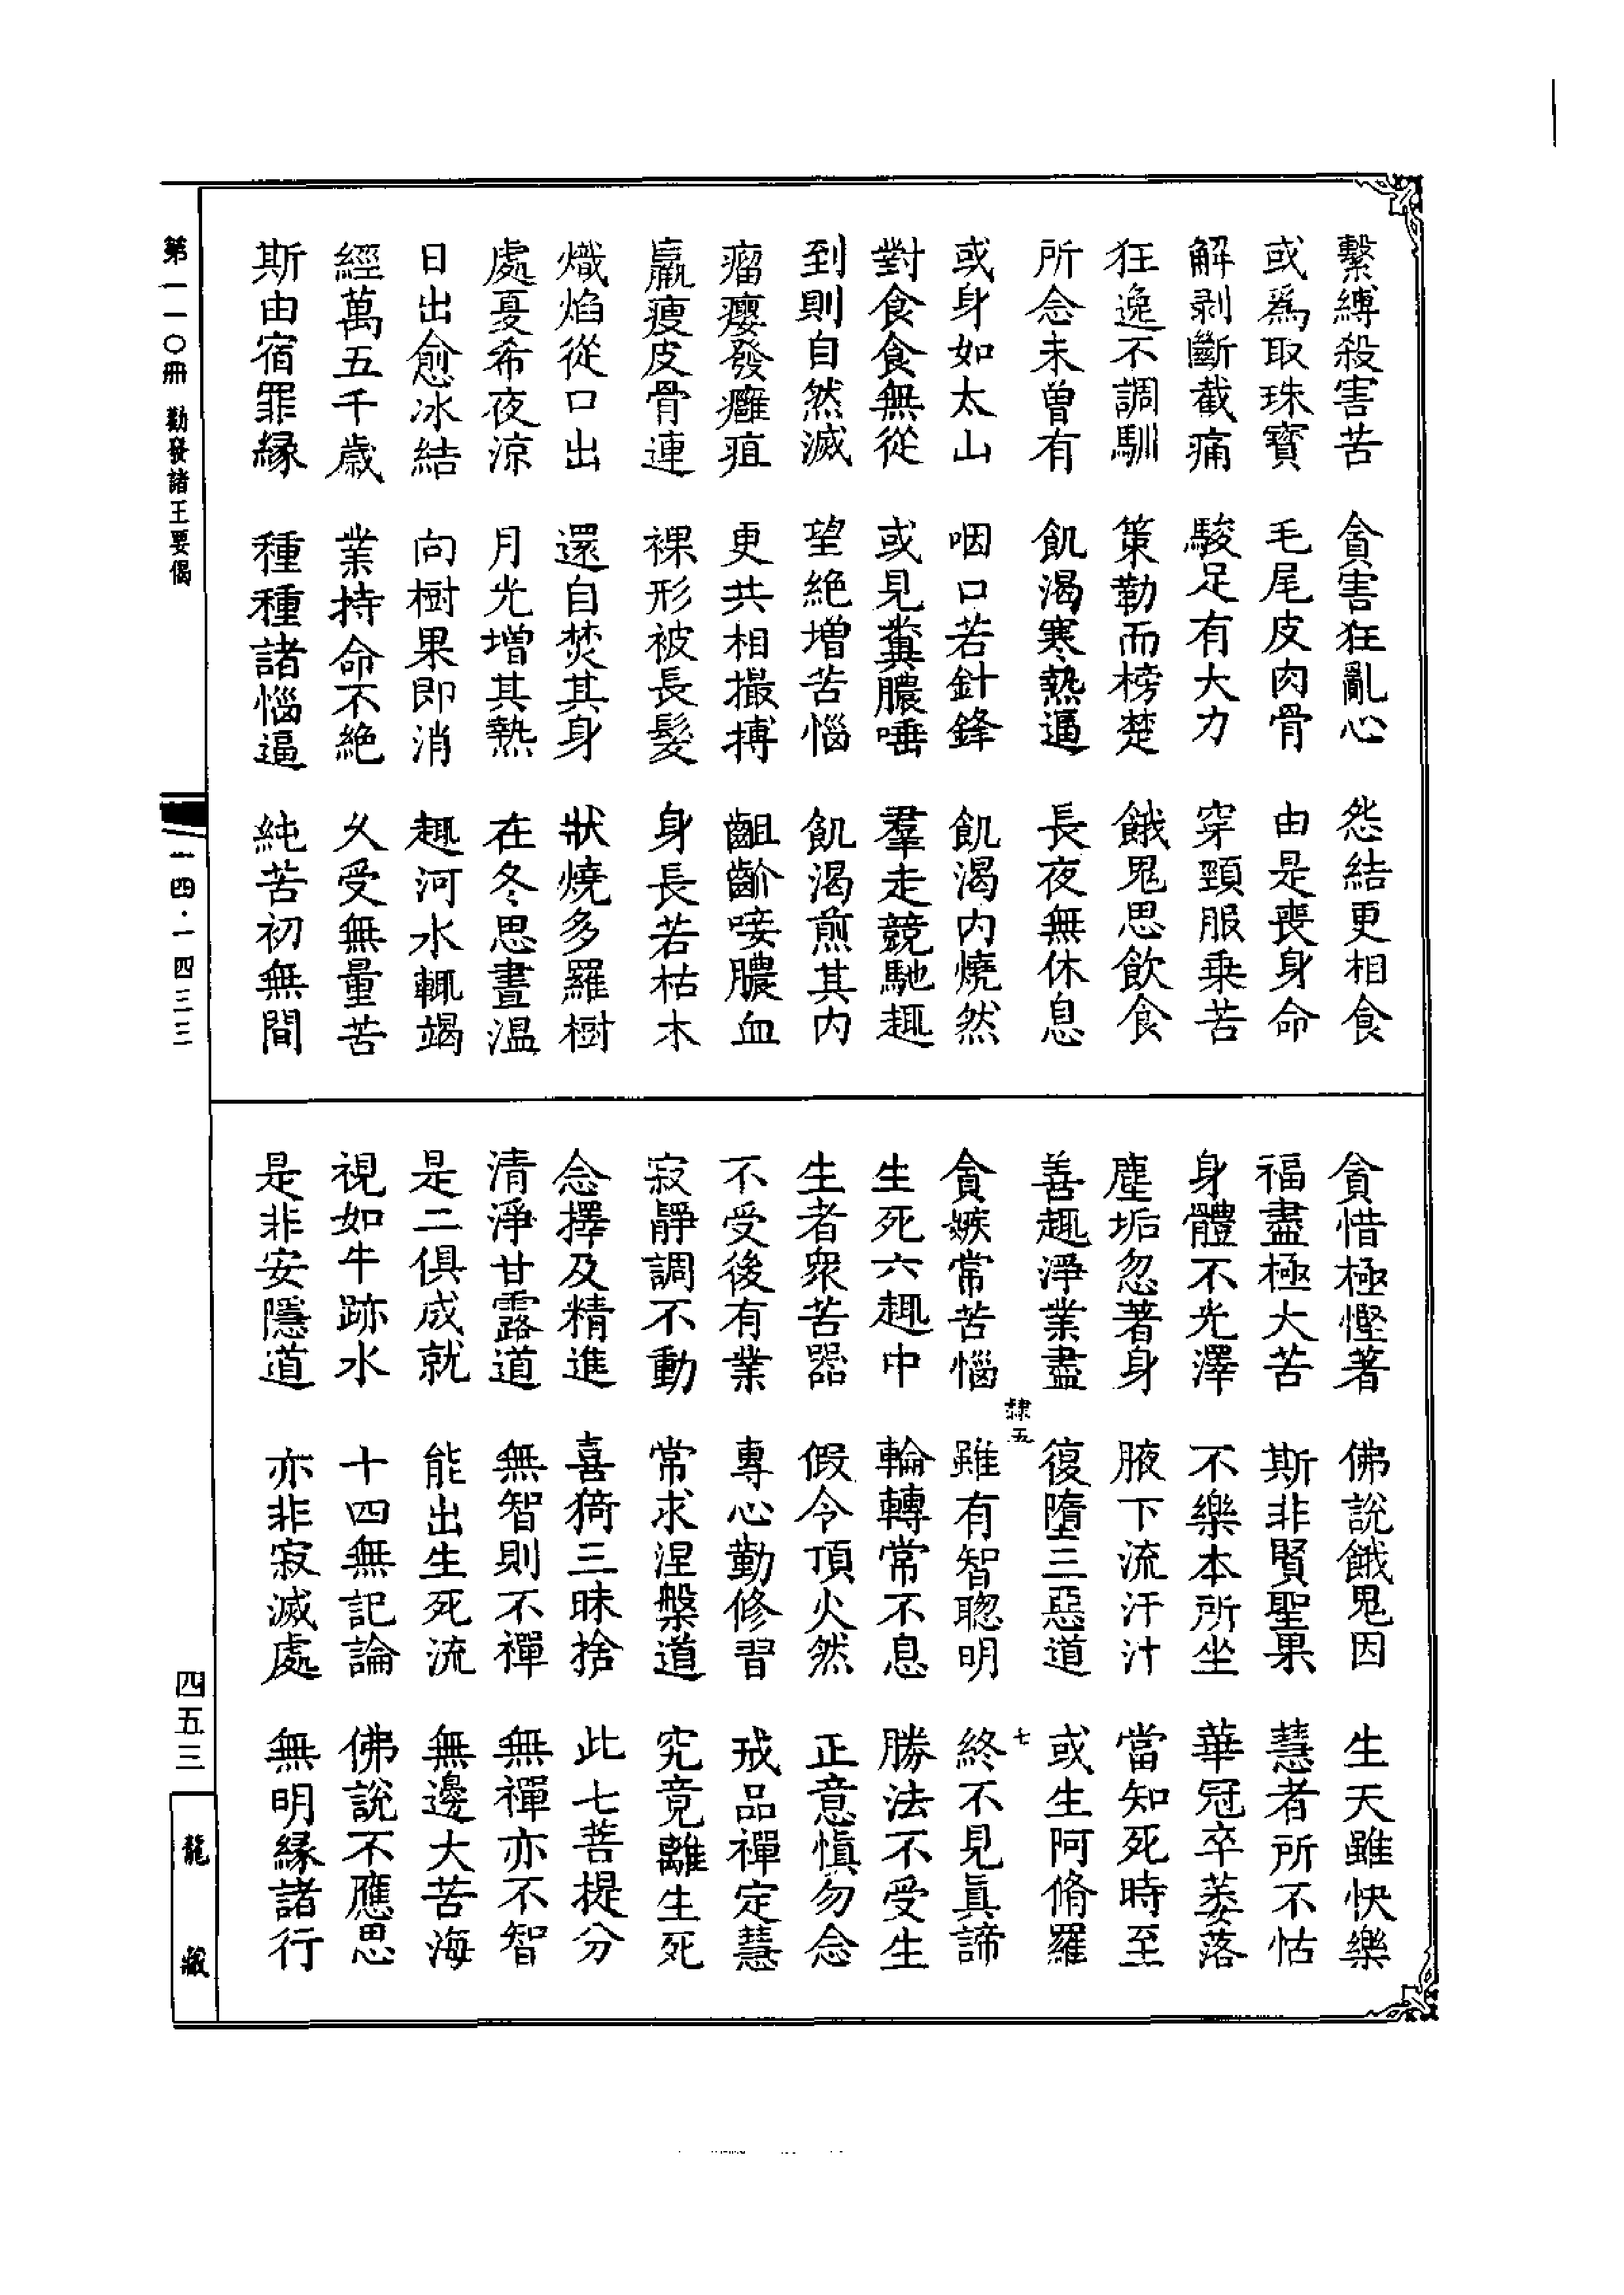 繫縛殺害苦　貪害狂亂心　怨結更相食
或爲取珠寶　毛尾皮肉骨　由是喪身命
解剥斷截痛　駿足有大力　穿頸服乗苦
狂逸不調馴　策勒而榜楚　餓鬼思飲食
所念未曾有　飢渴寒熱逼　長夜無休息
或身如太山　咽口若針鋒　飢渴内燒然
對食食無從　或見糞膿唾　羣走競馳趣
到則自然滅　望絶增苦惱　飢渴煎其内
瘤癭發癰疽　更共相撮搏　齟齘唼膿血
羸瘦皮骨連　裸形被長髮　身長若枯木
熾焰從口出　還自焚其身　狀燒多羅樹
處憂希夜涼　月光增其熱　在冬思晝温
日出愈冰結　向樹果即消　趣河水輒竭
經萬五千歲　業持命不絶　久受無量苦
斯由宿罪縁　種種諸惱逼　純苦初無間
貪惜極慳著　佛說餓鬼因　生天雖快樂
福盡極大苦　斯非賢聖果　慧者所不怙
身體不光澤　不樂本所坐　華冠卒萎落
塵垢忽著身　腋下流汗汁　當知死時至
善趣淨業盡　復墮三惡道　或生阿脩羅
隸五　七
貪嫉常苦惱　雖有智聰明　終不見眞諦
生死六趣中　輪轉常不息　勝法不受生
生者衆苦器　假令頂火然　正意愼勿念
不受後有業　專心勤修習　戒品禪定慧
寂靜調不動　常求涅槃道　究竟離生死
念擇及精進　喜猗三昧捨　此七菩提分
清淨甘露道　無智則不禪　無禪亦不智
是二俱成就　能出生死流　無邊大苦海
視如牛跡水　十四無記論　佛說不應思
是非安隱道　亦非寂滅處　無明縁諸行
第一一〇冊　勸發諸王要偈
一四·一四三三
四五三
龍藏